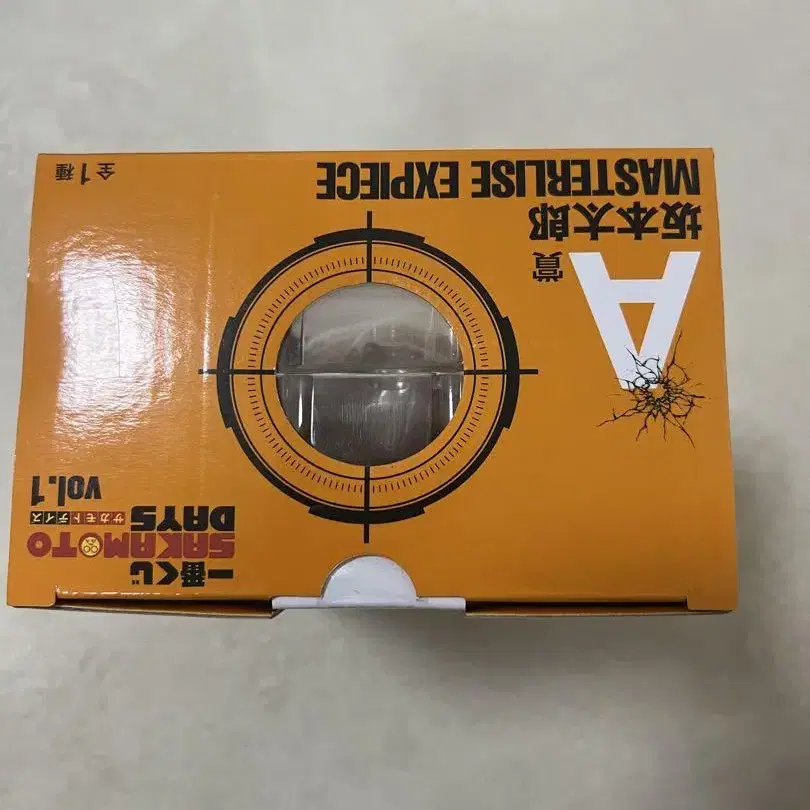 A賞
坂本太郎
MASTERLISE EXPIECE
全1種
一番くじ
SAKAMOTO
DAYS
サカモトデイズ
vol.1